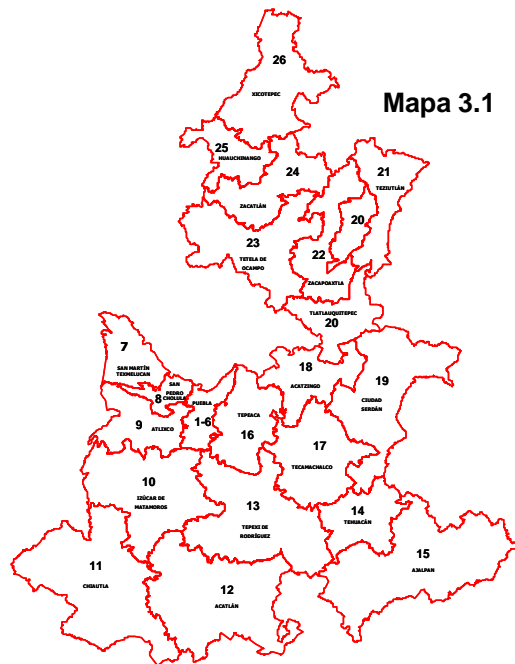 26
XICOTEPEC
Mapa 3.1
25
HUAUCHINANGO
24
21
TEZIUTLÁN
ZACATLÁN
20
23
TETELA DE
OCAMPO
22
ZACAPOAXTLA
TLATLAUQUITEPEC
20
7
SAN MARTÍN
TEXMELUCAN
18
ACATZINGO
19
CIUDAD
SERDÁN
SAN
PEDRO
CHOLULA
8
PUEBLA
1-6
TEPEACA
16
9
ATLIXCO
17
TECAMACHALCO
10
IZÚCAR DE
MATAMOROS
13
TEPEXI DE
RODRÍGUEZ
14
TEHUACÁN
15
AJALPAN
11
CHIAUTLA
12
ACATLÁN